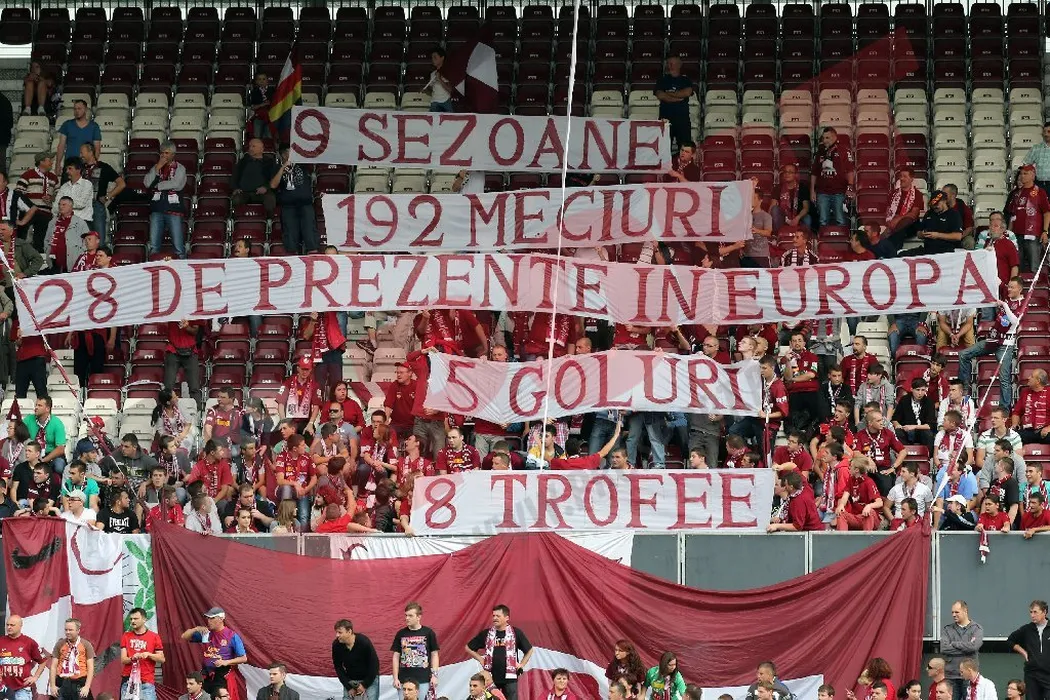 9 SEZOANE
192 MECIURI
28 DE PREZENTE IN EUROPA
5 GOLURI
8 TROFEE